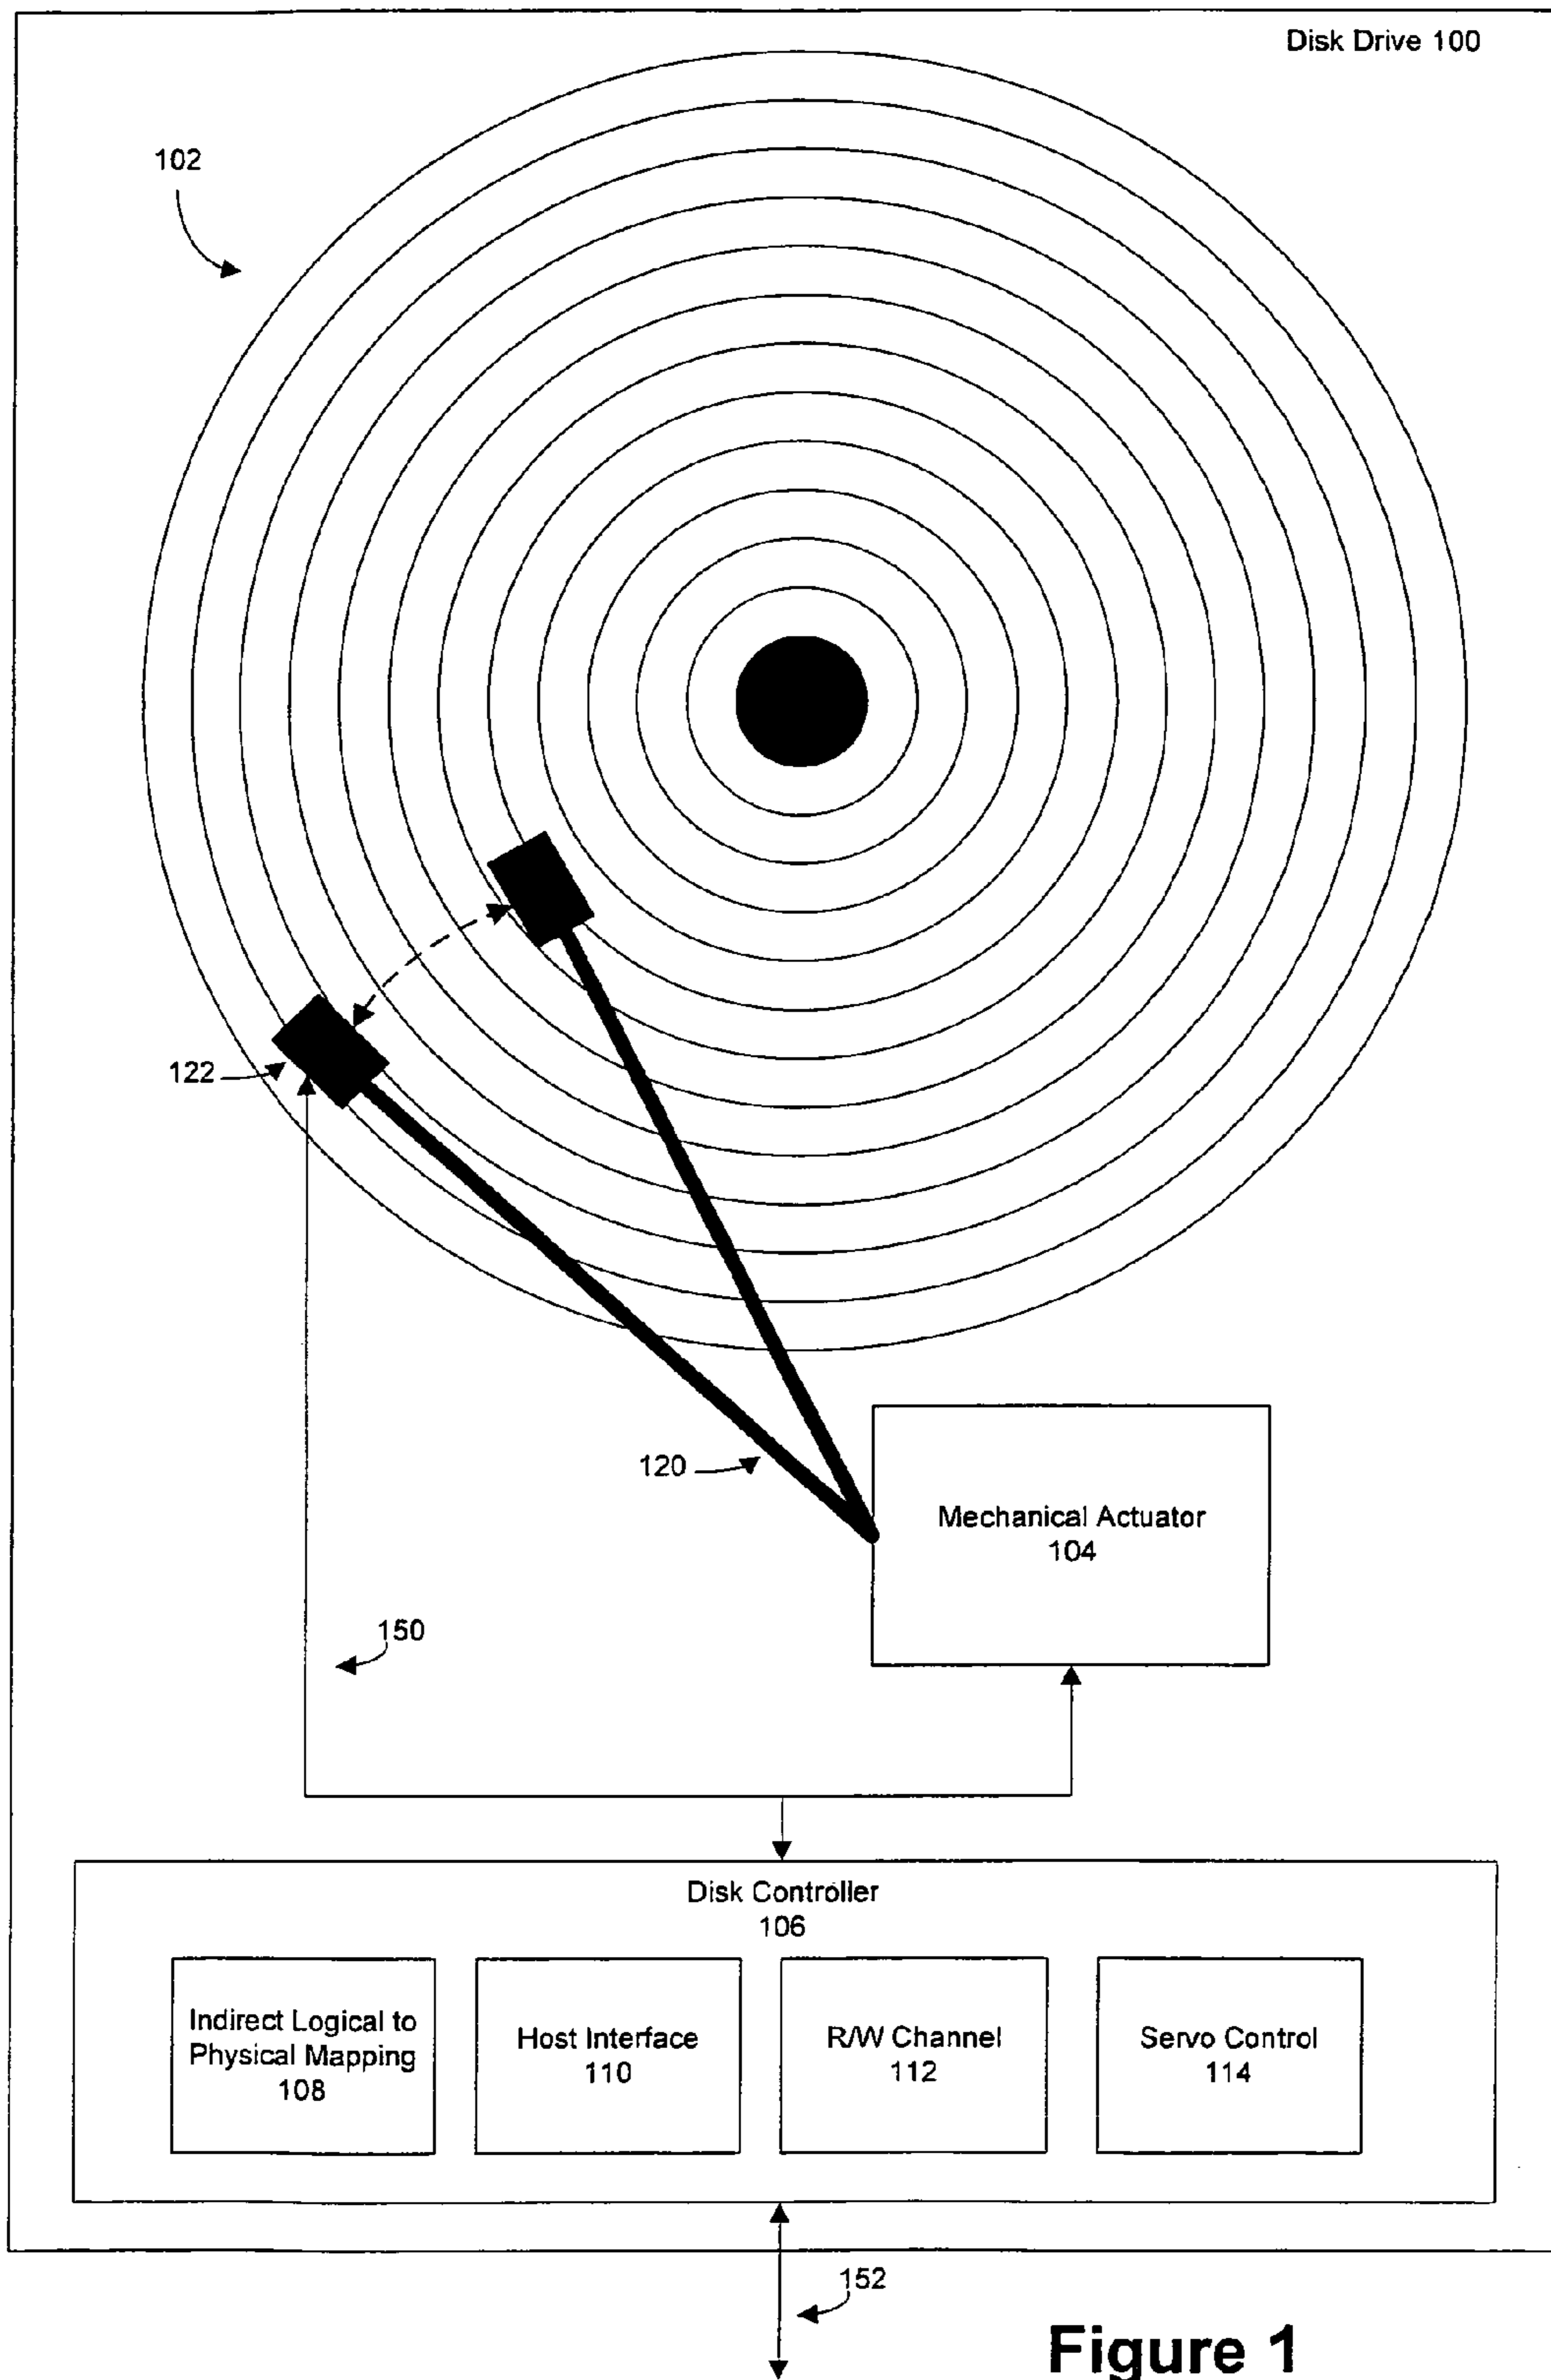 Disk Drive 100
102
122
120
Mechanical Actuator
104
150
Disk Controller
106
Indirect Logical to
Physical Mapping
108
Host Interface
110
R/W Channel
112
Servo Control
114
152
Figure 1